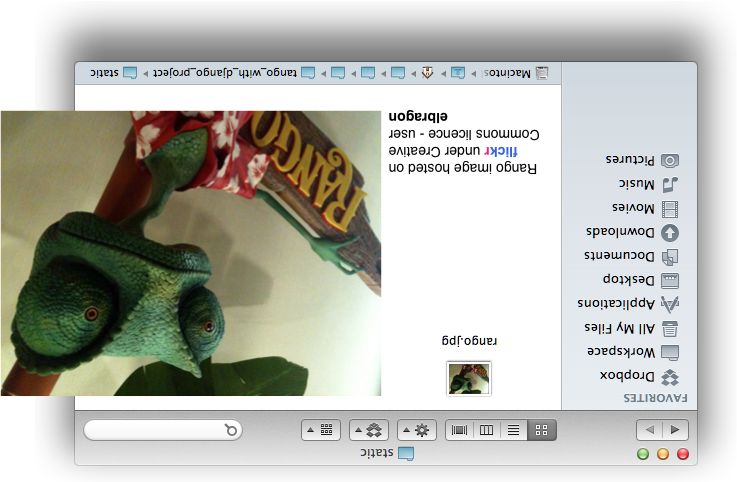 static
FAVORITES
Dropbox
Workspace
All My Files
Applications
Desktop
Documents
Downloads
Movies
Music
Pictures
rango.jpg
Rango image hosted on
flickr under Creative
Commons licence - user
elbragon
RANGO
Macintos
tango_with_django_project
static